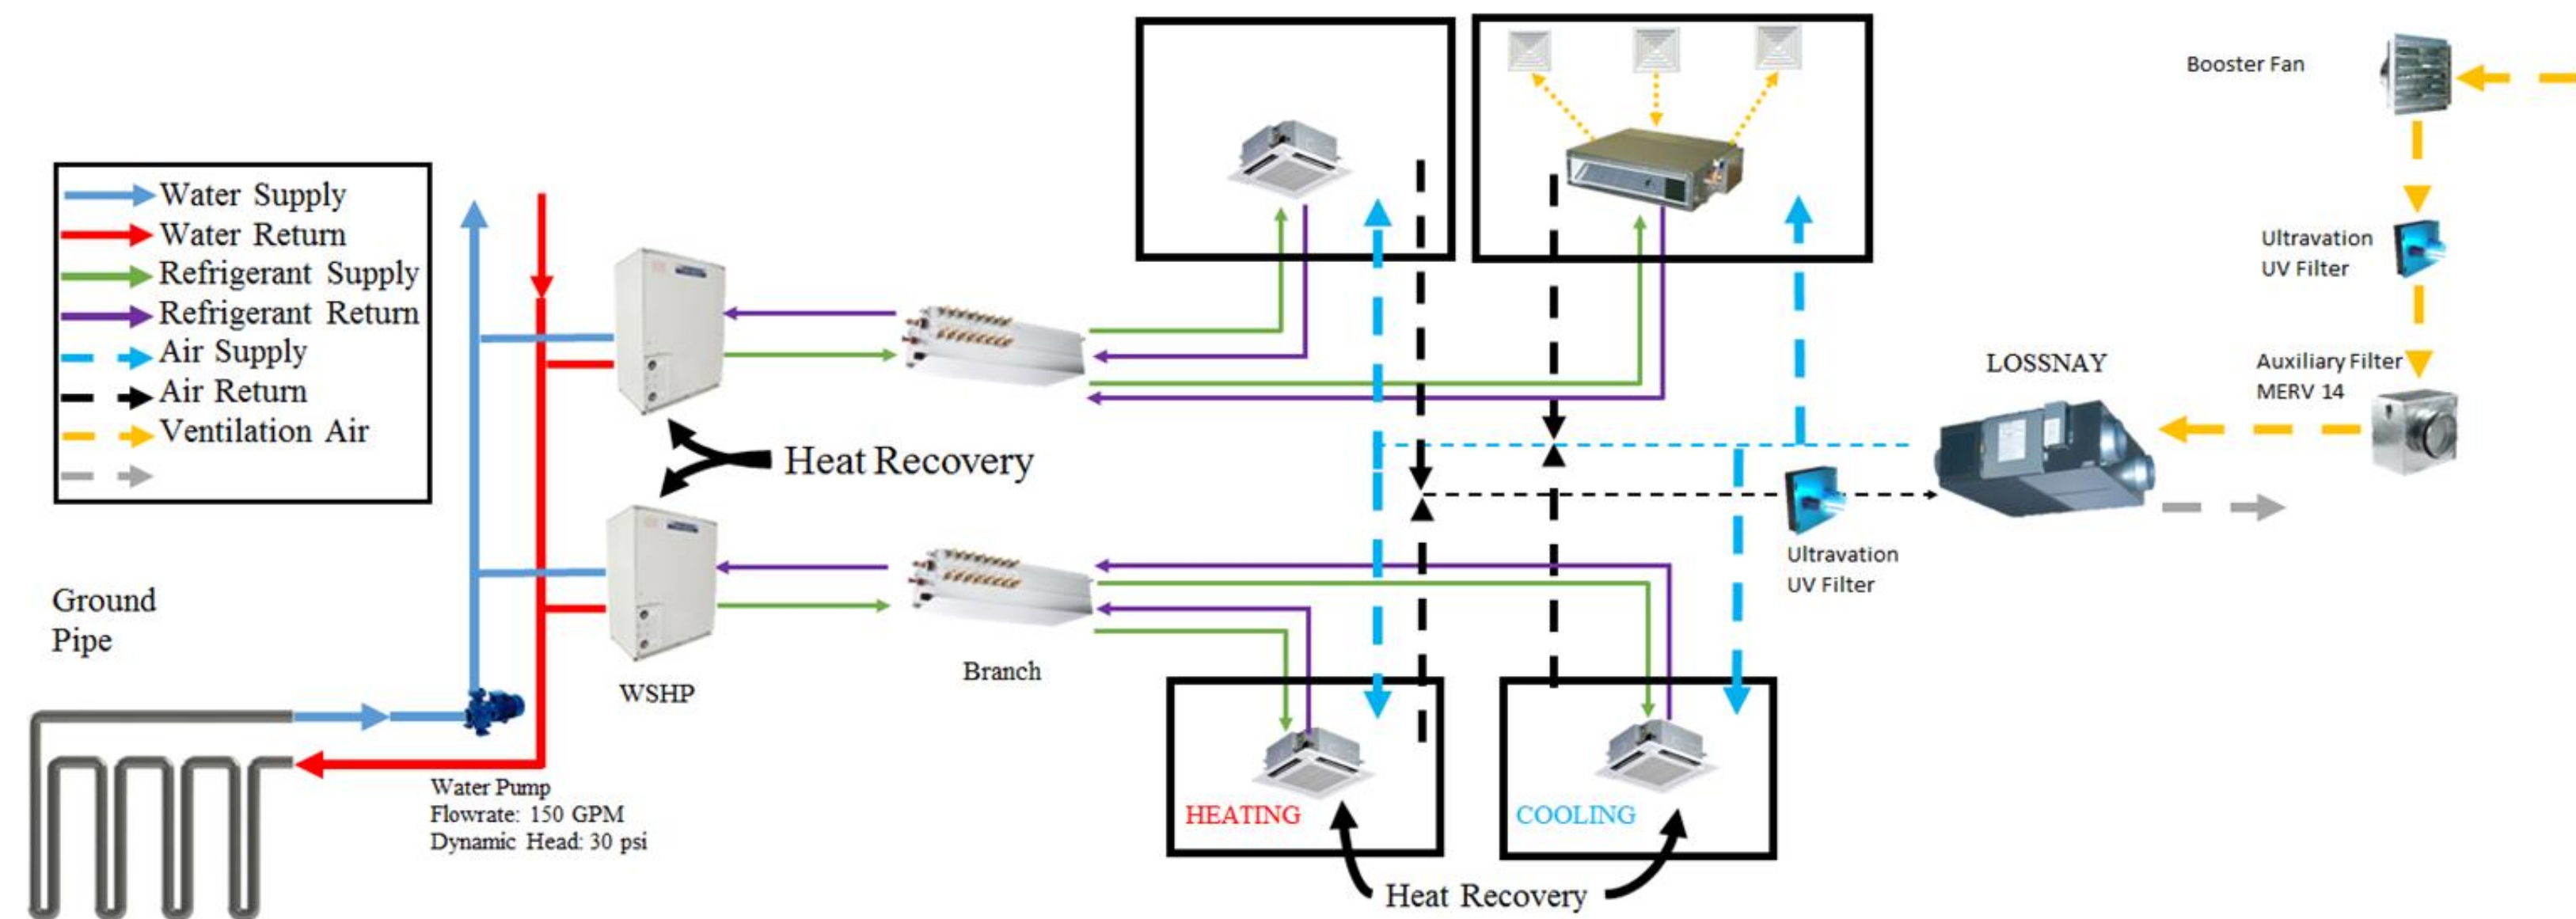 Water Supply
Water Return
Refrigerant Supply
Refrigerant Return
Air Supply
Air Return
Ventilation Air
Ground
Pipe
Water Pump
Flowrate: 150 GPM
Dynamic Head: 30 psi
WSHP
Heat Recovery
Branch
HEATING
COOLING
Heat Recovery
Ultravation
UV Filter
LOSSNAY
Booster Fan
Ultravation
UV Filter
Auxiliary Filter
MERV 14